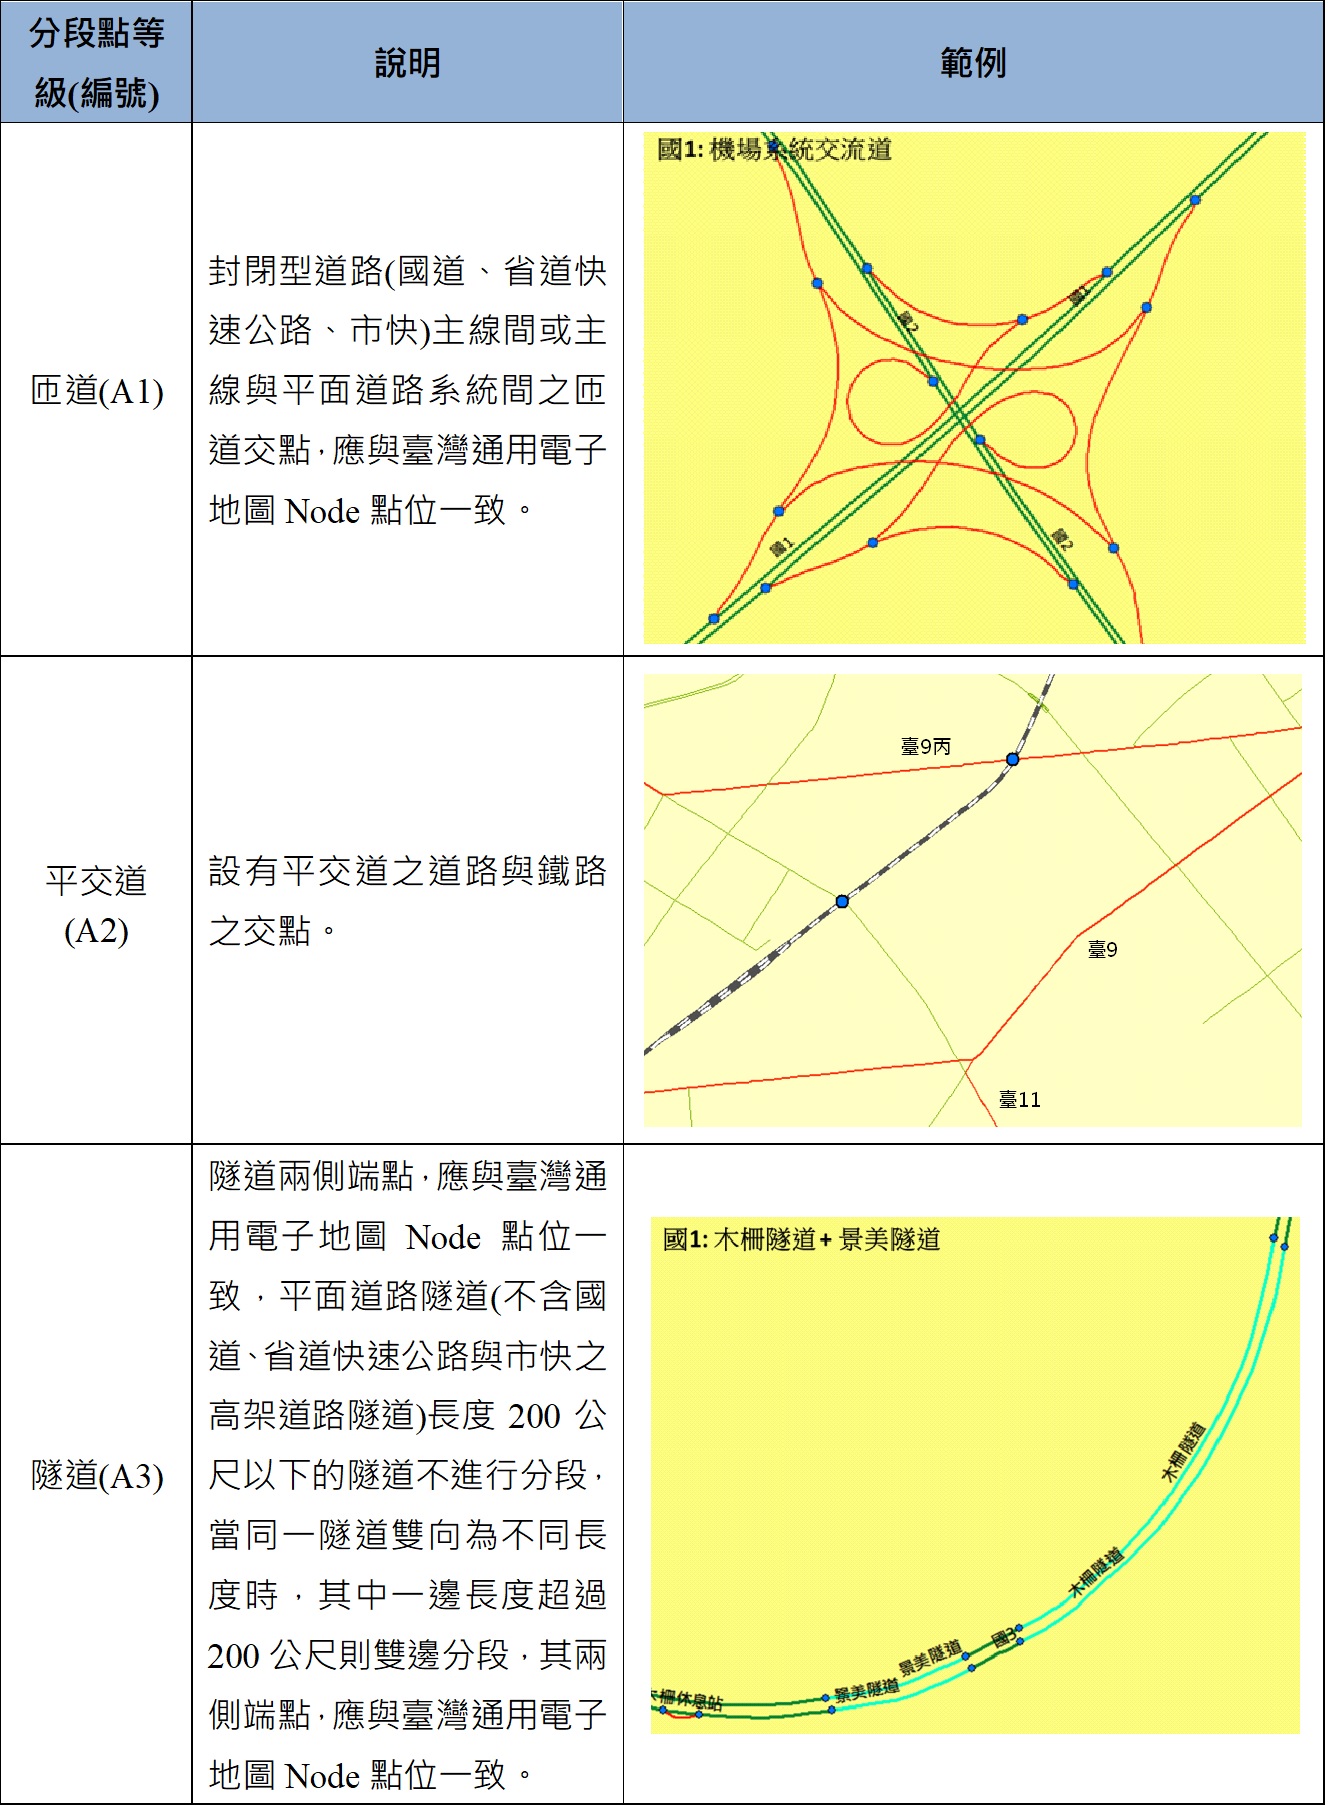 分段點等
級(編號)
說明
範例
匝道(A1)
封閉型道路(國道、省道快
速公路、市快)主線間或主
線與平面道路系統間之匝
道交點，應與臺灣通用電子
地圖 Node 點位一致。
國1: 機場系統交流道
國2
國1
國1
國2
平交道
(A2)
設有平交道之道路與鐵路
之交點。
臺9丙
臺9
臺11
隧道(A3)
隧道兩側端點，應與臺灣通
用電子地圖 Node 點位一
致，平面道路隧道(不含國
道、省道快速公路與市快之
高架道路隧道)長度 200 公
尺以下的隧道不進行分段，
當同一隧道雙向為不同長
度時，其中一邊長度超過
200 公尺則雙邊分段，其兩
側端點，應與臺灣通用電子
地圖 Node 點位一致。
國1: 木柵隧道+ 景美隧道
木柵隧道
木柵隧道
國3
景美隧道
景美隧道
木柵休息站